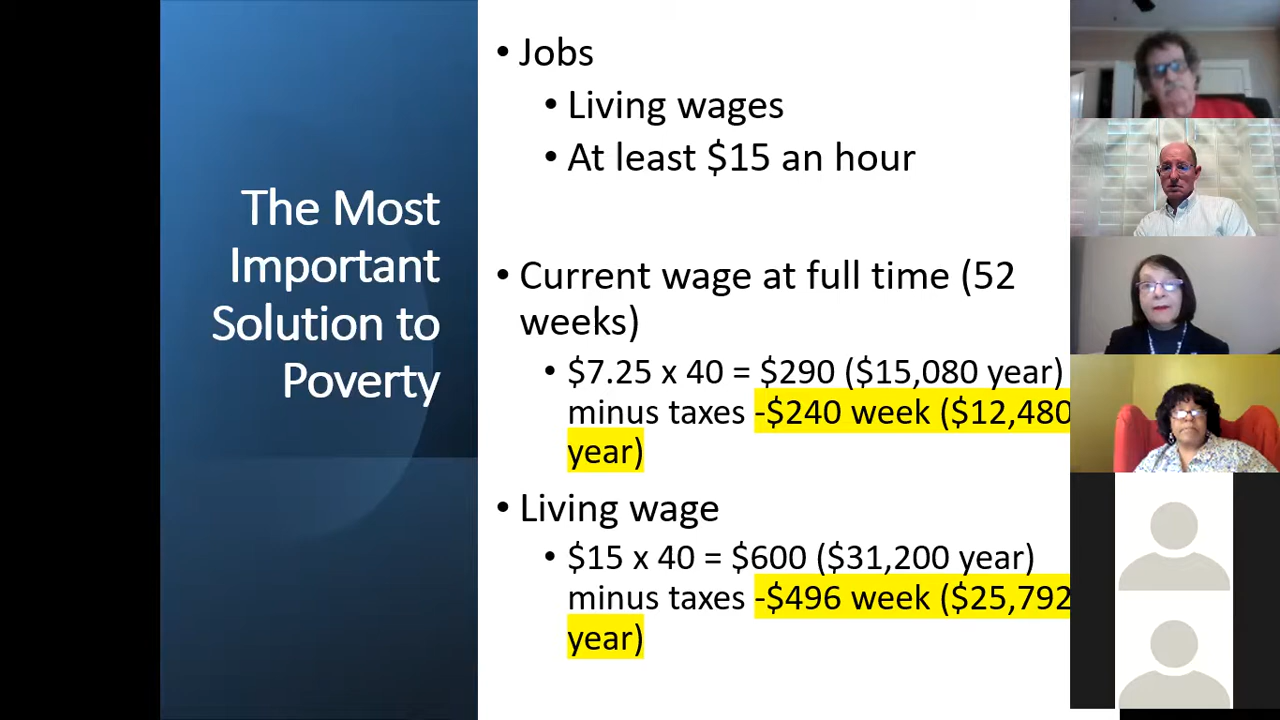 The Most
Important
Solution to
Poverty
• Jobs
• Living wages
• At least $15 an hour
• Current wage at full time (52
weeks)
• $7.25 x 40 = $290 ($15,080 year)
minus taxes -$240 week ($12,480
year)
• Living wage
• $15 x 40 = $600 ($31,200 year)
minus taxes -$496 week ($25,792
year)